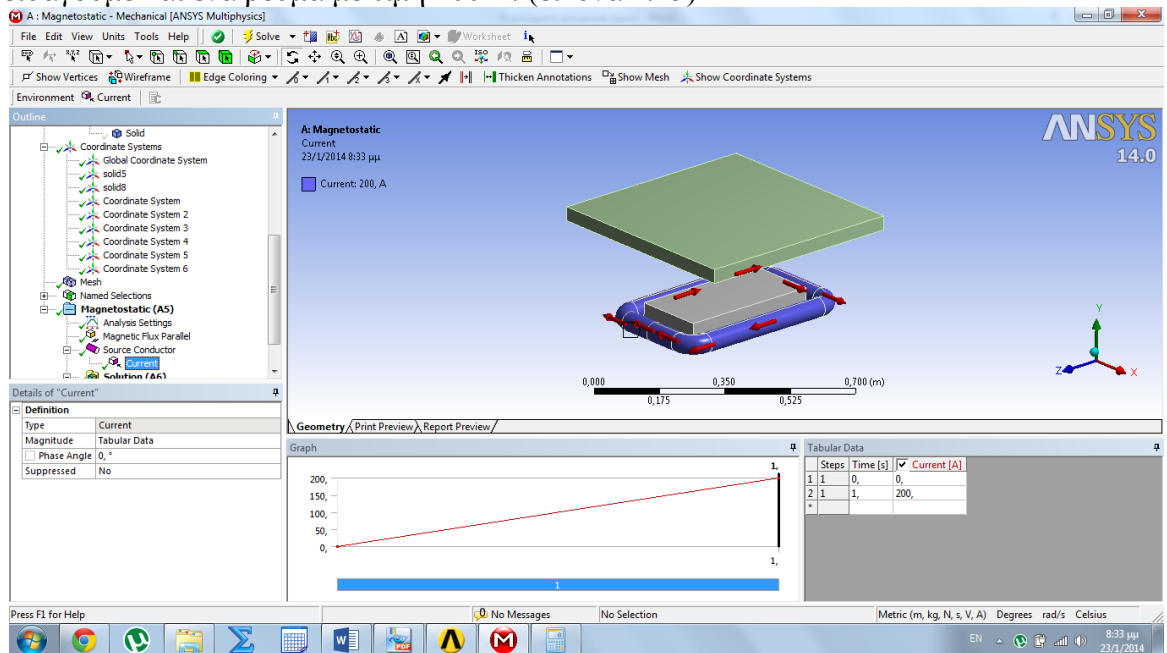 A : Magnetostatic - Mechanical [ANSYS Multiphysics]
File Edit View Units Tools Help Solve Worksheet
Show Vertices Wireframe Edge Coloring Thicken Annotations Show Mesh Show Coordinate Systems
Environment Current
Outline
Solid
Coordinate Systems
Global Coordinate System
solid5
solid8
Coordinate System
Coordinate System 2
Coordinate System 3
Coordinate System 4
Coordinate System 5
Coordinate System 6
Mesh
Named Selections
Magnetostatic (A5)
Analysis Settings
Magnetic Flux Parallel
Source Conductor
Current
Solution (A6)
Details of "Current"
Definition
Type Current
Magnitude Tabular Data
Phase Angle 0, °
Suppressed No
A: Magnetostatic
Current
23/1/2014 8:33 μμ
Current: 200, A
ANSYS
14.0
Y
Z
X
0,000 0,350 0,700 (m)
0,175 0,525
Geometry Print Preview Report Preview
Graph
1,
200,
150,
100,
50,
0,
1,
1
Tabular Data
Steps Time [s] Current [A]
1 1 0, 0,
2 1 1, 200,
*
Press F1 for Help
No Messages
No Selection
Metric (m, kg, N, s, V, A) Degrees rad/s Celsius
EN
8:33 μμ
23/1/2014